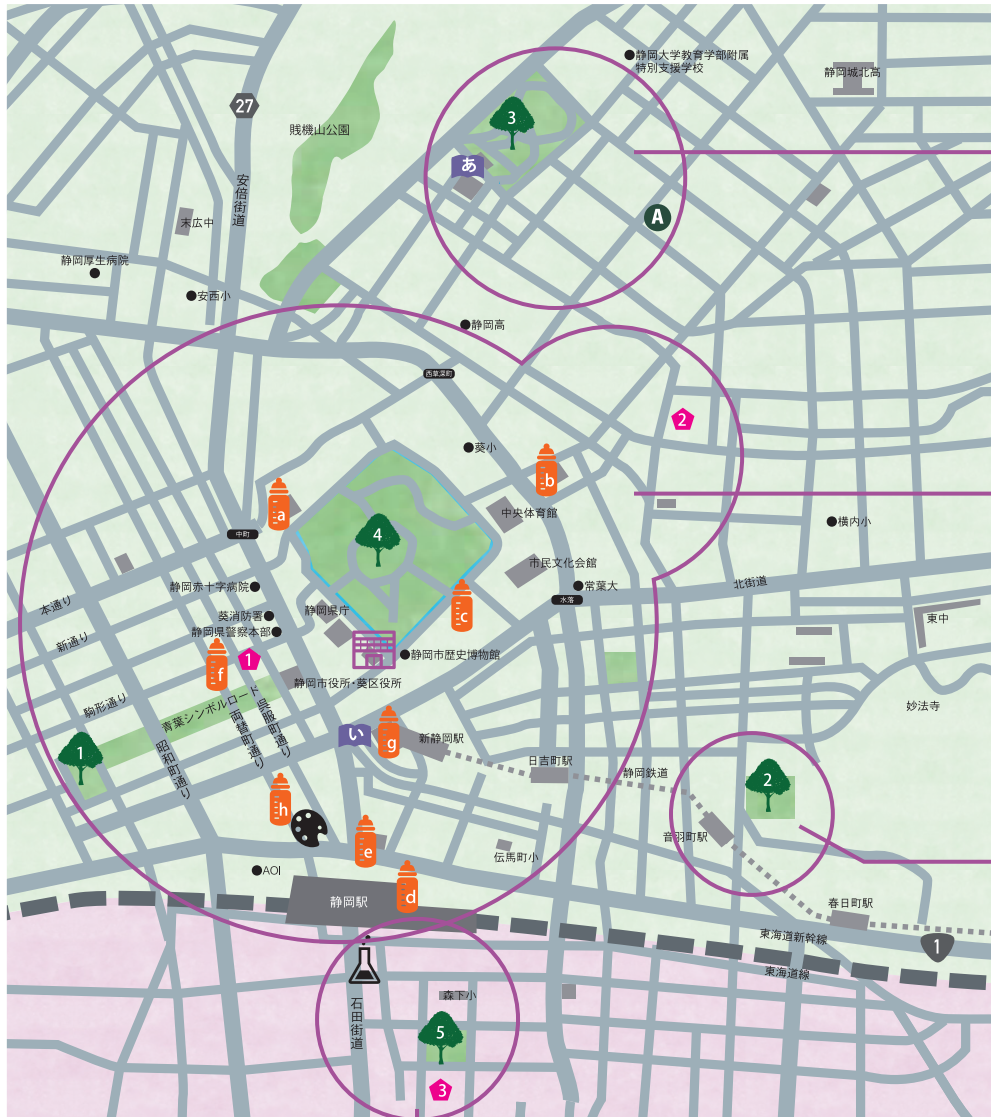 静岡大学教育学部附属
特別支援学校
静岡城北高
27
賤機山公園
3
あ
安倍街道
末広中
A
静岡厚生病院
安西小
静岡高
西草深町
2
葵小
b
a
中央体育館
横内小
中町
4
市民文化会館
静岡赤十字病院
常葉大
北街道
水落
本通り
静岡県庁
c
葵消防署
静岡県警察本部
東中
新通り
静岡市歴史博物館
f
1
静岡市役所・葵区役所
駒形通り
青葉シンボルロード
呉服町通り
両替町通り
昭和町通り
妙法寺
い
g
新静岡駅
1
日吉町駅
静岡鉄道
2
h
音羽町駅
e
伝馬町小
AOI
d
静岡駅
春日町駅
東海道新幹線
1
東海道線
森下小
石田街道
5
3